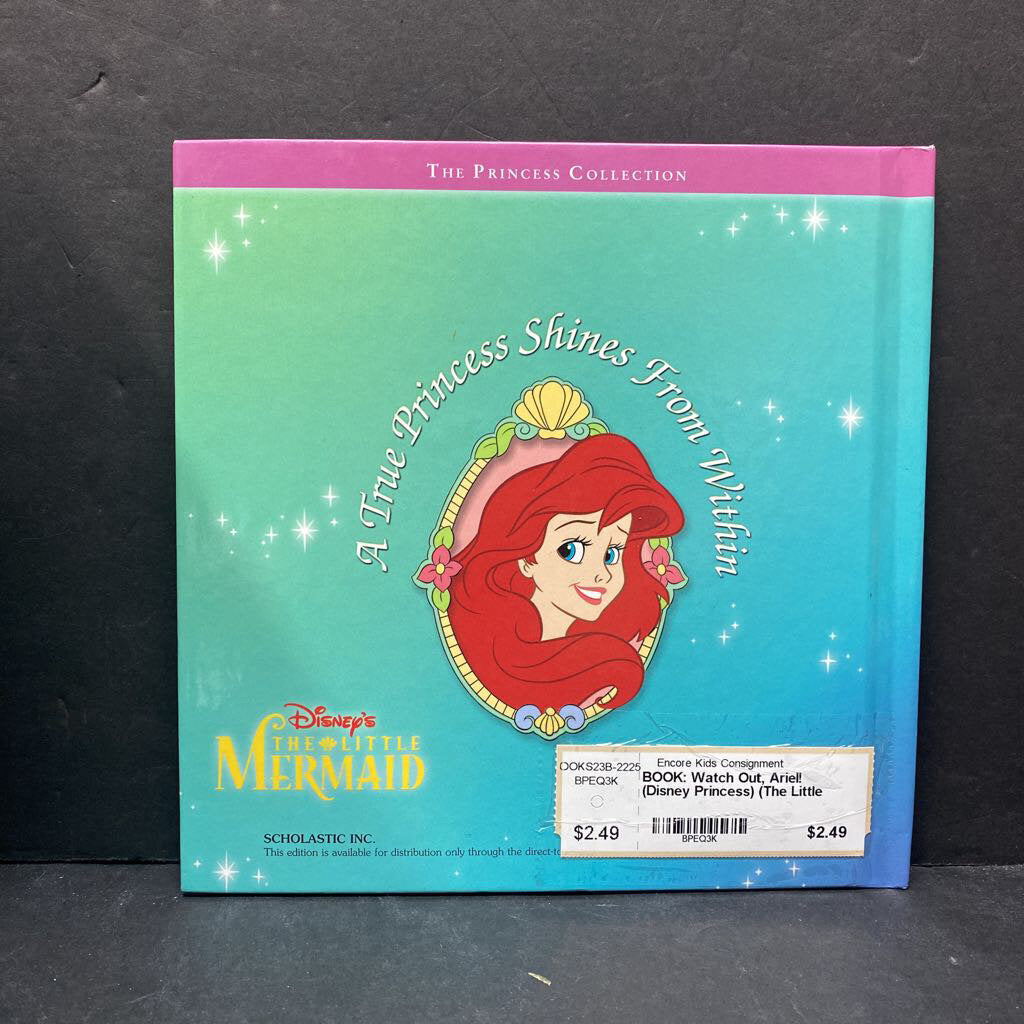 THE PRINCESS COLLECTION
A True Princess Shines From Within
DISNEY'S
THE LITTLE
MERMAID
SCHOLASTIC INC.
This edition is available for distribution only through the direct-to
OOKS23B-2225
BPEQ3K
$2.49
Encore Kids Consignment
BOOK: Watch Out, Ariel!
(Disney Princess) (The Little
BPEQ3K
$2.49